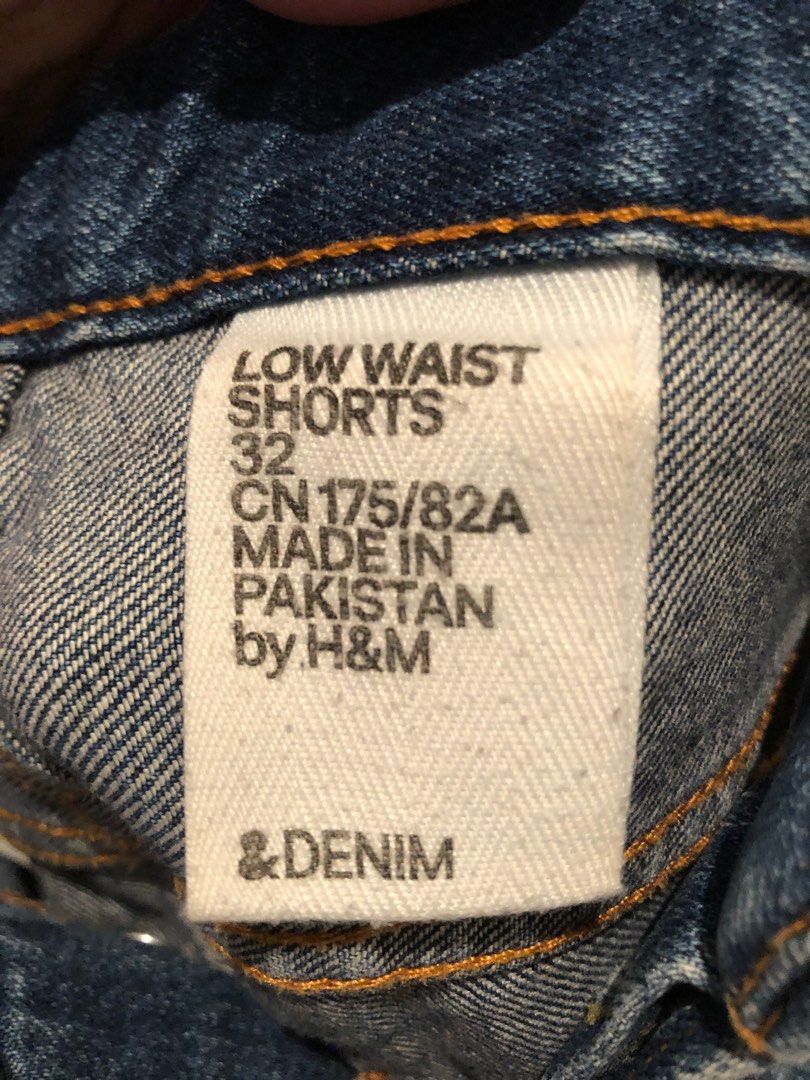 LOW WAIST
SHORTS
32
CN 175/82A
MADE IN
PAKISTAN
by H&M
&DENIM